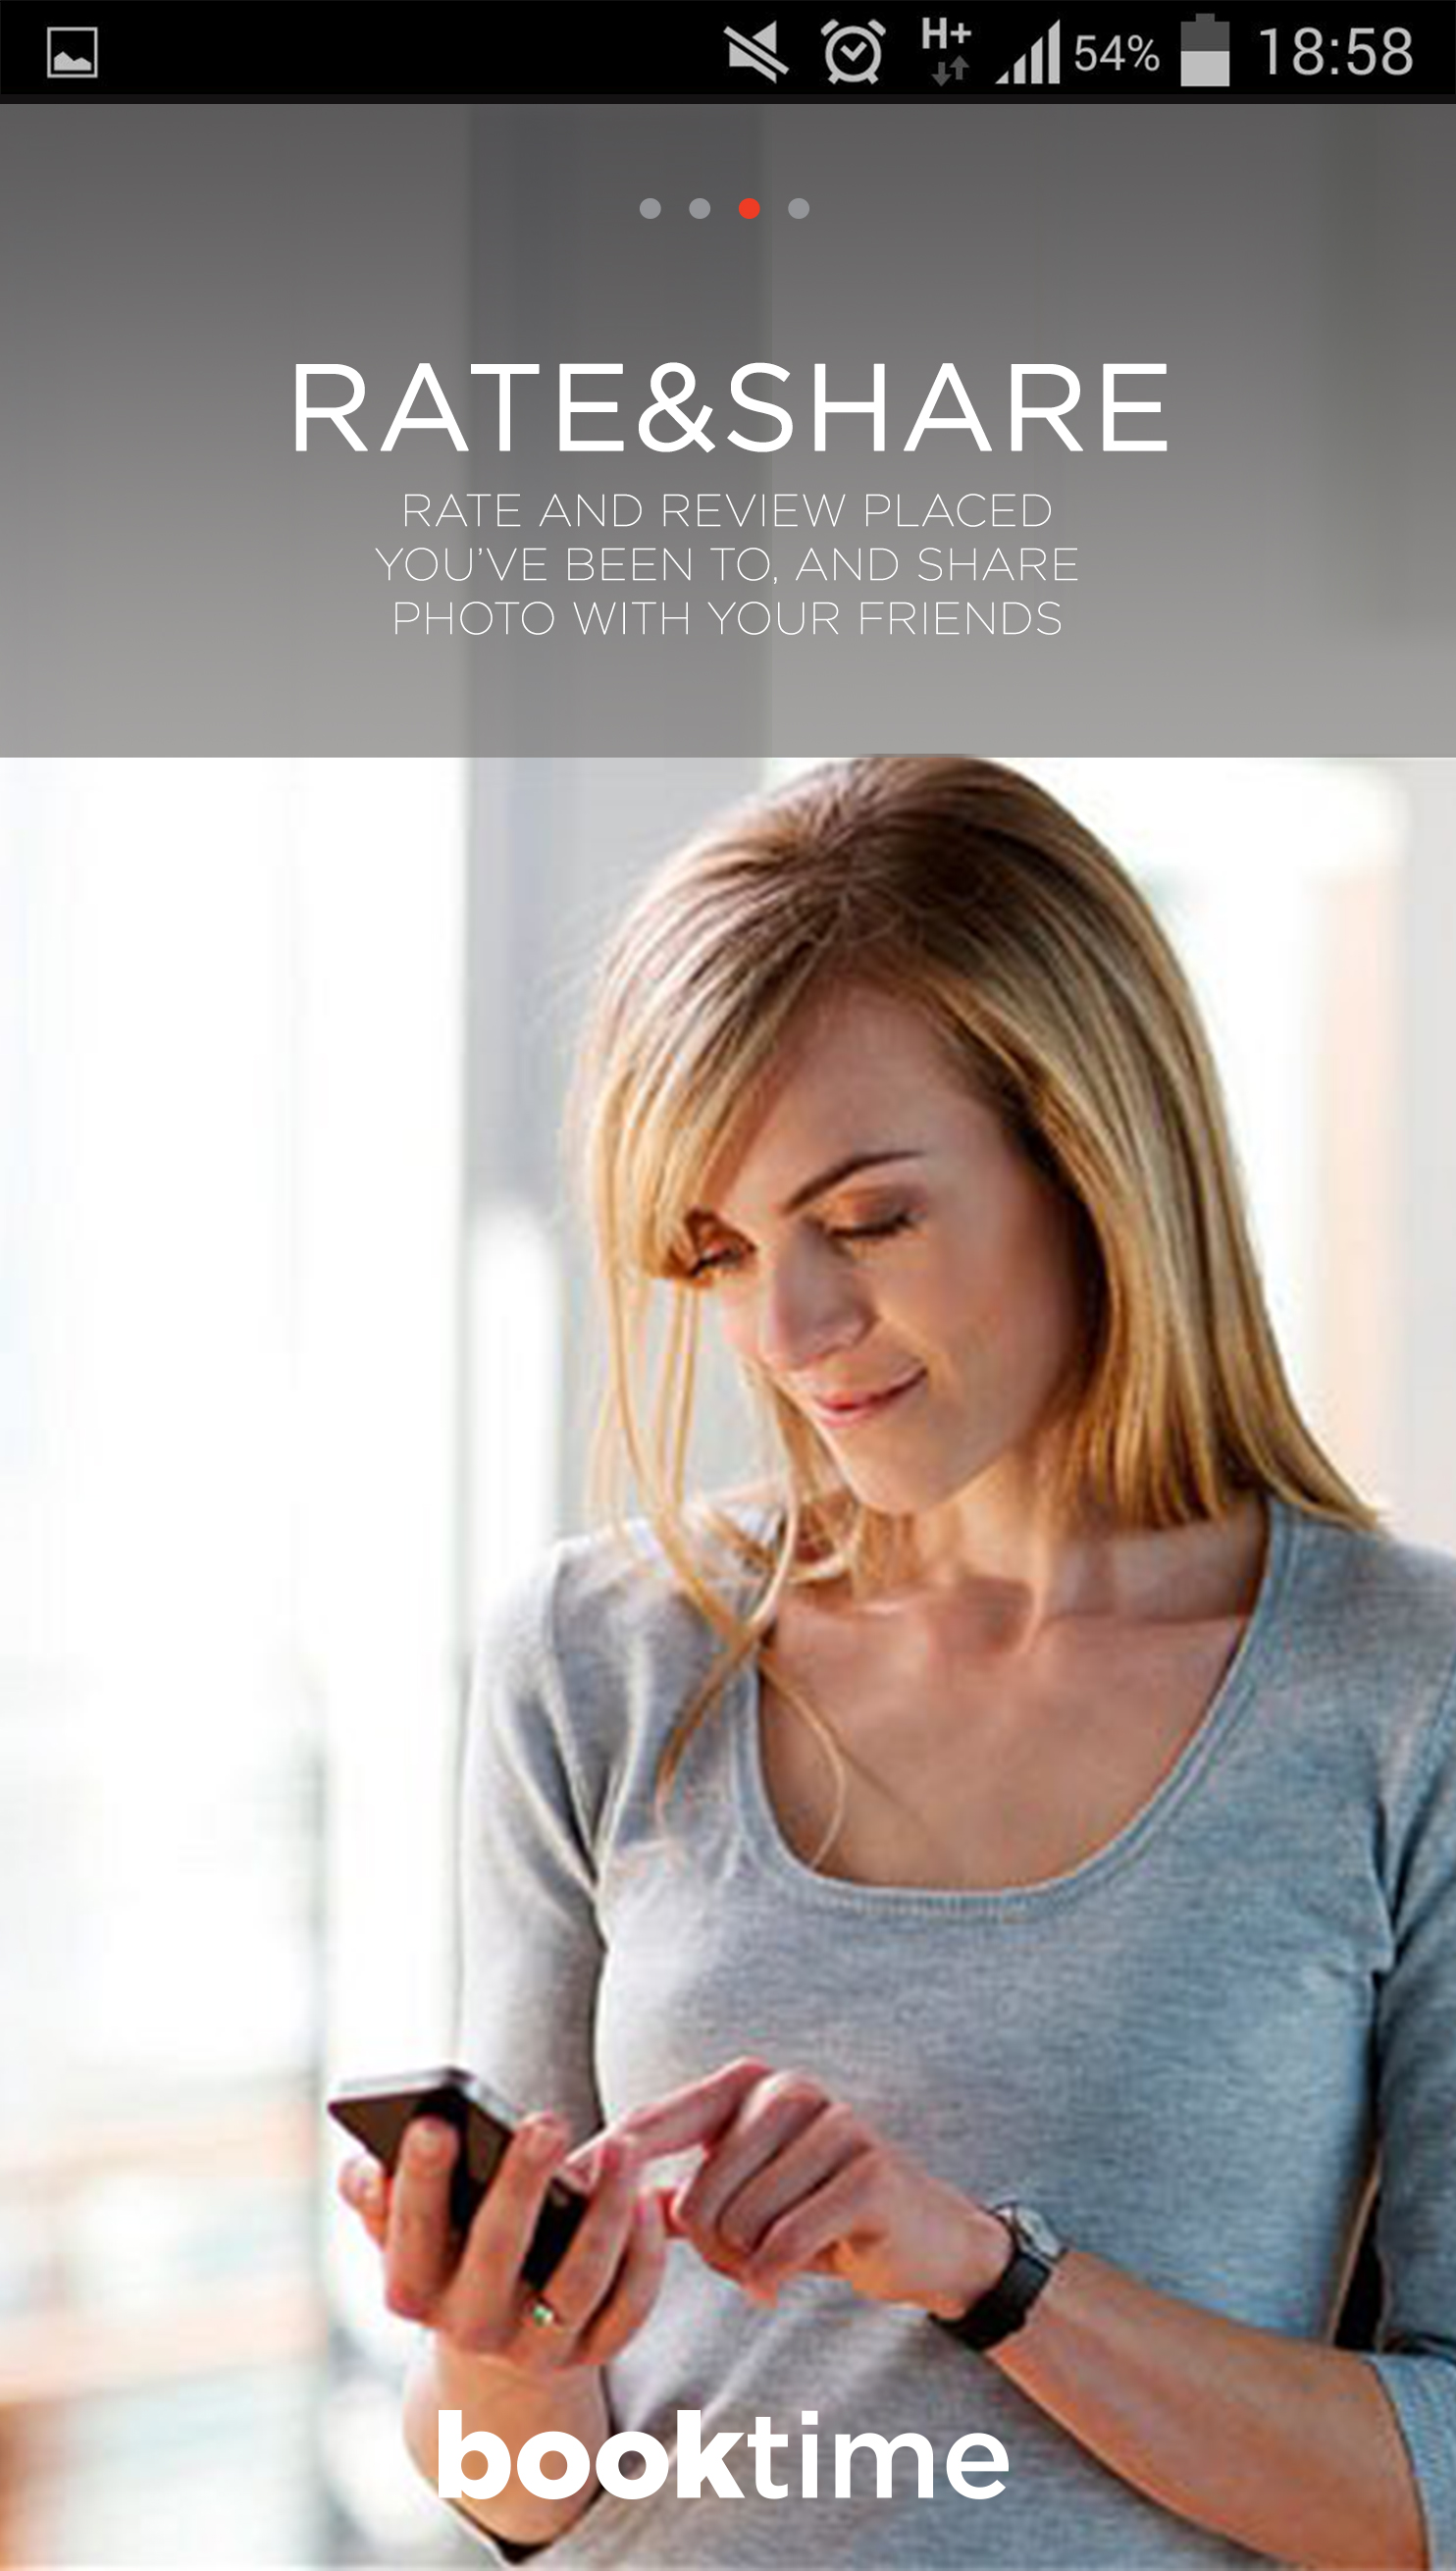 H+ 54% 18:58
RATE&SHARE
RATE AND REVIEW PLACED
YOU'VE BEEN TO, AND SHARE
PHOTO WITH YOUR FRIENDS
booktime